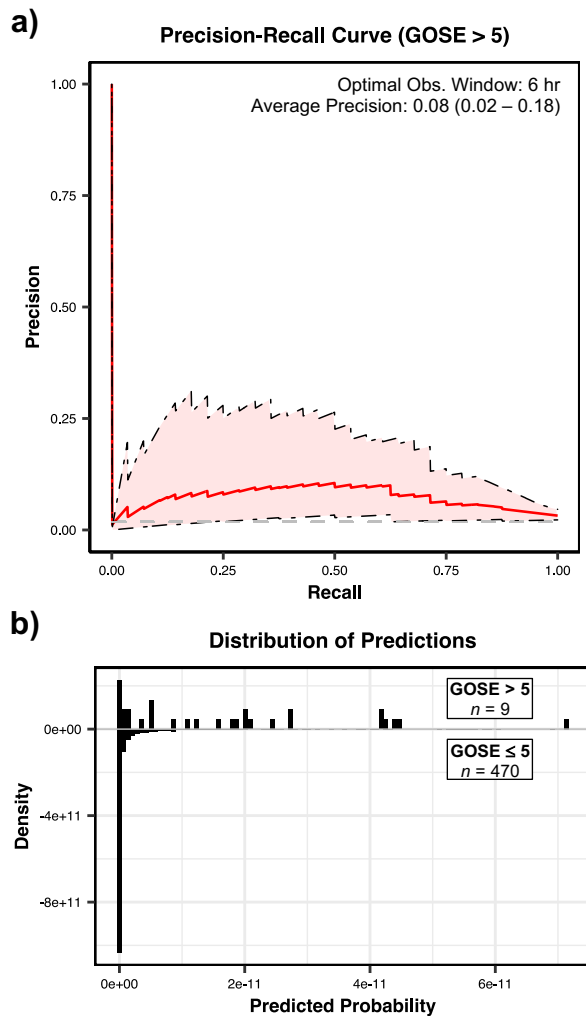 a)
Precision-Recall Curve (GOSE > 5)
Optimal Obs. Window: 6 hr
Average Precision: 0.08 (0.02 – 0.18)
1.00
0.75
0.50
0.25
0.00
Precision
0.00 0.25 0.50 0.75 1.00
Recall
b)
Distribution of Predictions
GOSE > 5
n = 9
GOSE ≤ 5
n = 470
0e+00
-4e+11
-8e+11
Density
0e+00 2e-11 4e-11 6e-11
Predicted Probability